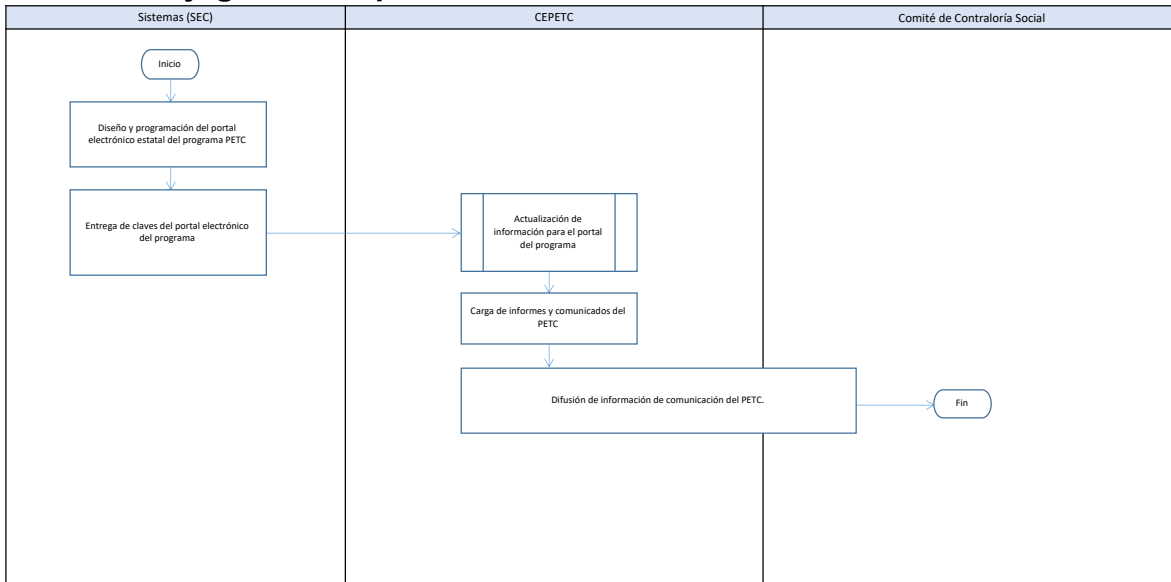 Sistemas (SEC)
CEPETC
Comité de Contraloría Social
Inicio
Diseño y programación del portal
electrónico estatal del programa PETC
Entrega de claves del portal electrónico
del programa
Actualización de
información para el portal
del programa
Carga de informes y comunicados del
PETC
Difusión de información de comunicación del PETC.
Fin